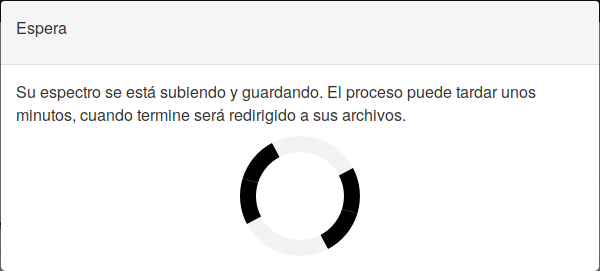 Espera
Su espectro se está subiendo y guardando. El proceso puede tardar unos
minutos, cuando termine será redirigido a sus archivos.